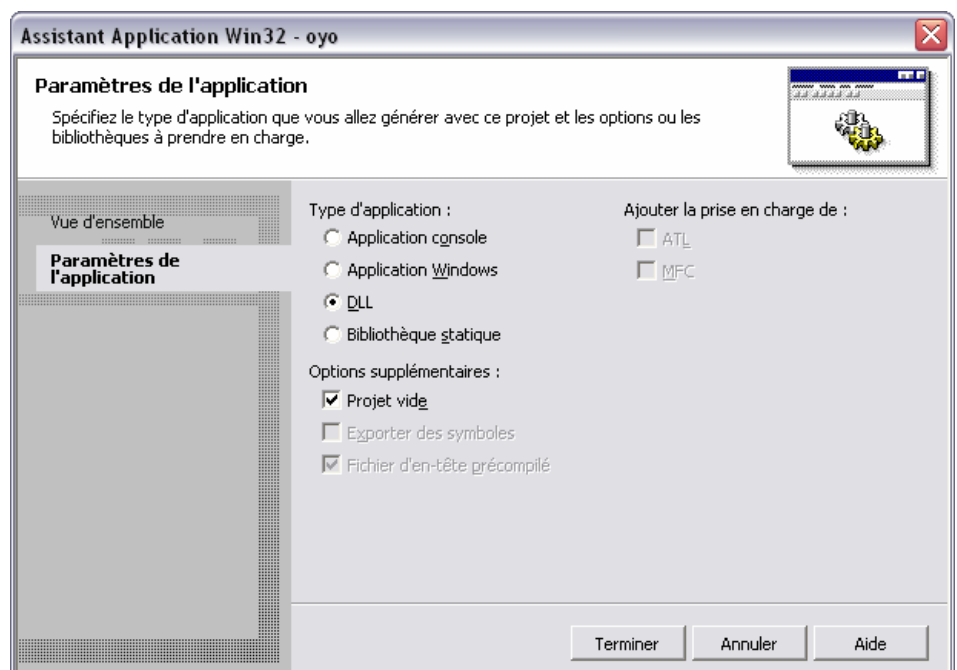 Assistant Application Win32 - oyo
Paramètres de l'application
Spécifiez le type d'application que vous allez générer avec ce projet et les options ou les
bibliothèques à prendre en charge.
Vue d'ensemble
Paramètres de
l'application
Type d'application :
Application console
Application Windows
DLL
Bibliothèque statique
Options supplémentaires :
Projet vide
Exporter des symboles
Fichier d'en-tête précompilé
Ajouter la prise en charge de :
ATL
MFC
Terminer
Annuler
Aide